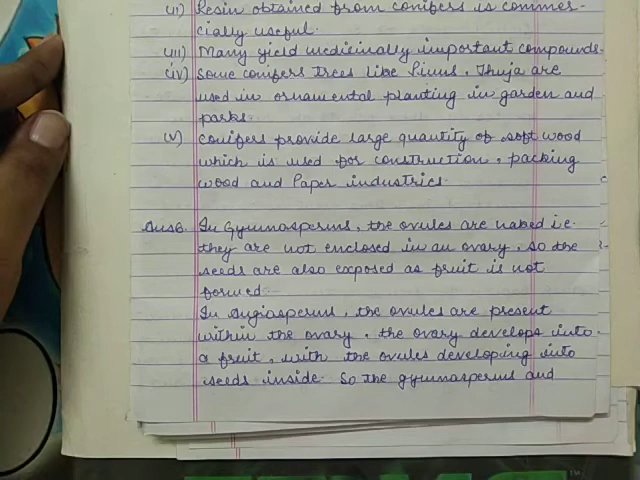 ii) Resin obtained from conifers is commer-
cially useful.
iii) Many yield medicinally important compounds.
iv) Some conifers trees like Pinus, Thuja are
used in ornamental planting in garden and
parks.
v) conifers provide large quantity of soft wood
which is used for construction, packing
wood and Paper industries.
Ans6. In Gymnosperms, the ovules are naked i.e.
they are not enclosed in an ovary. So the
seeds are also exposed as fruit is not
formed.
In Angiosperms, the ovules are present
within the ovary, the ovary develops into
a fruit, with the ovules developing into
seeds inside. So the gymnosperms and